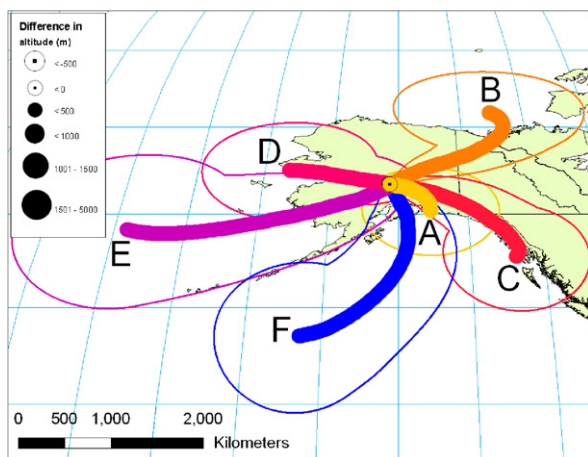 Difference in
altitude (m)
< -500
< 0
< 500
< 1000
1001 - 1500
1501 - 5000
B
D
A
E
C
F
0 500 1,000 2,000
Kilometers